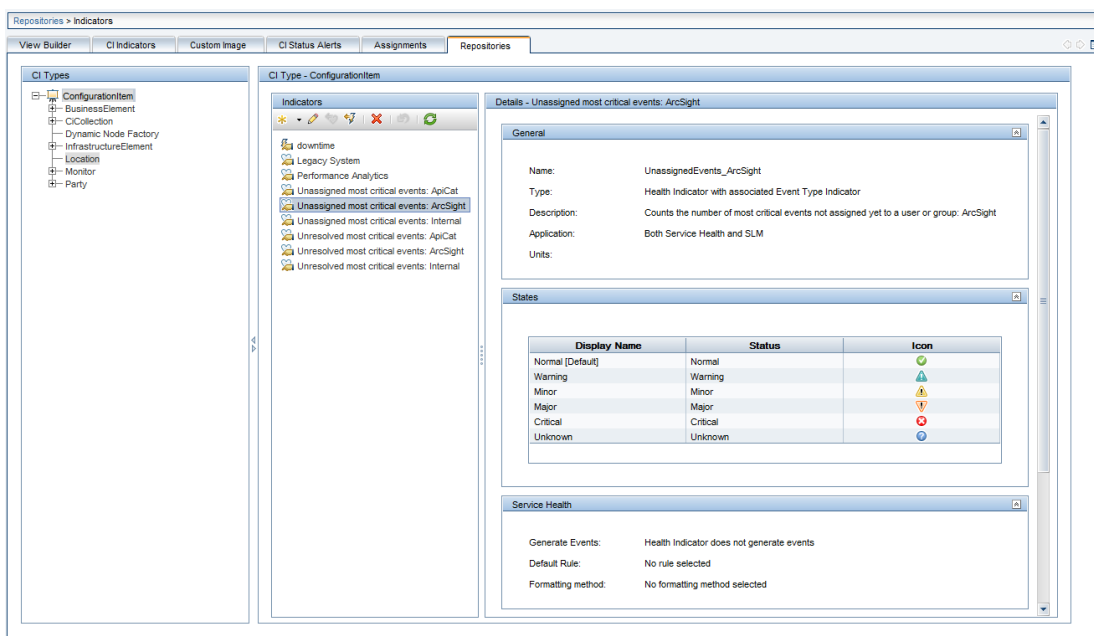 Repositories > Indicators
View Builder
CI Indicators
Custom Image
CI Status Alerts
Assignments
Repositories
CI Types
ConfigurationItem
BusinessElement
CiCollection
Dynamic Node Factory
InfrastructureElement
Location
Monitor
Party
CI Type - ConfigurationItem
Indicators
downtime
Legacy System
Performance Analytics
Unassigned most critical events: ApiCat
Unassigned most critical events: ArcSight
Unassigned most critical events: Internal
Unresolved most critical events: ApiCat
Unresolved most critical events: ArcSight
Unresolved most critical events: Internal
Details - Unassigned most critical events: ArcSight
General
Name: UnassignedEvents_ArcSight
Type: Health Indicator with associated Event Type Indicator
Description: Counts the number of most critical events not assigned yet to a user or group: ArcSight
Application: Both Service Health and SLM
Units:
States
Display Name Status Icon
Normal [Default] Normal
Warning Warning
Minor Minor
Major Major
Critical Critical
Unknown Unknown
Service Health
Generate Events: Health Indicator does not generate events
Default Rule: No rule selected
Formatting method: No formatting method selected